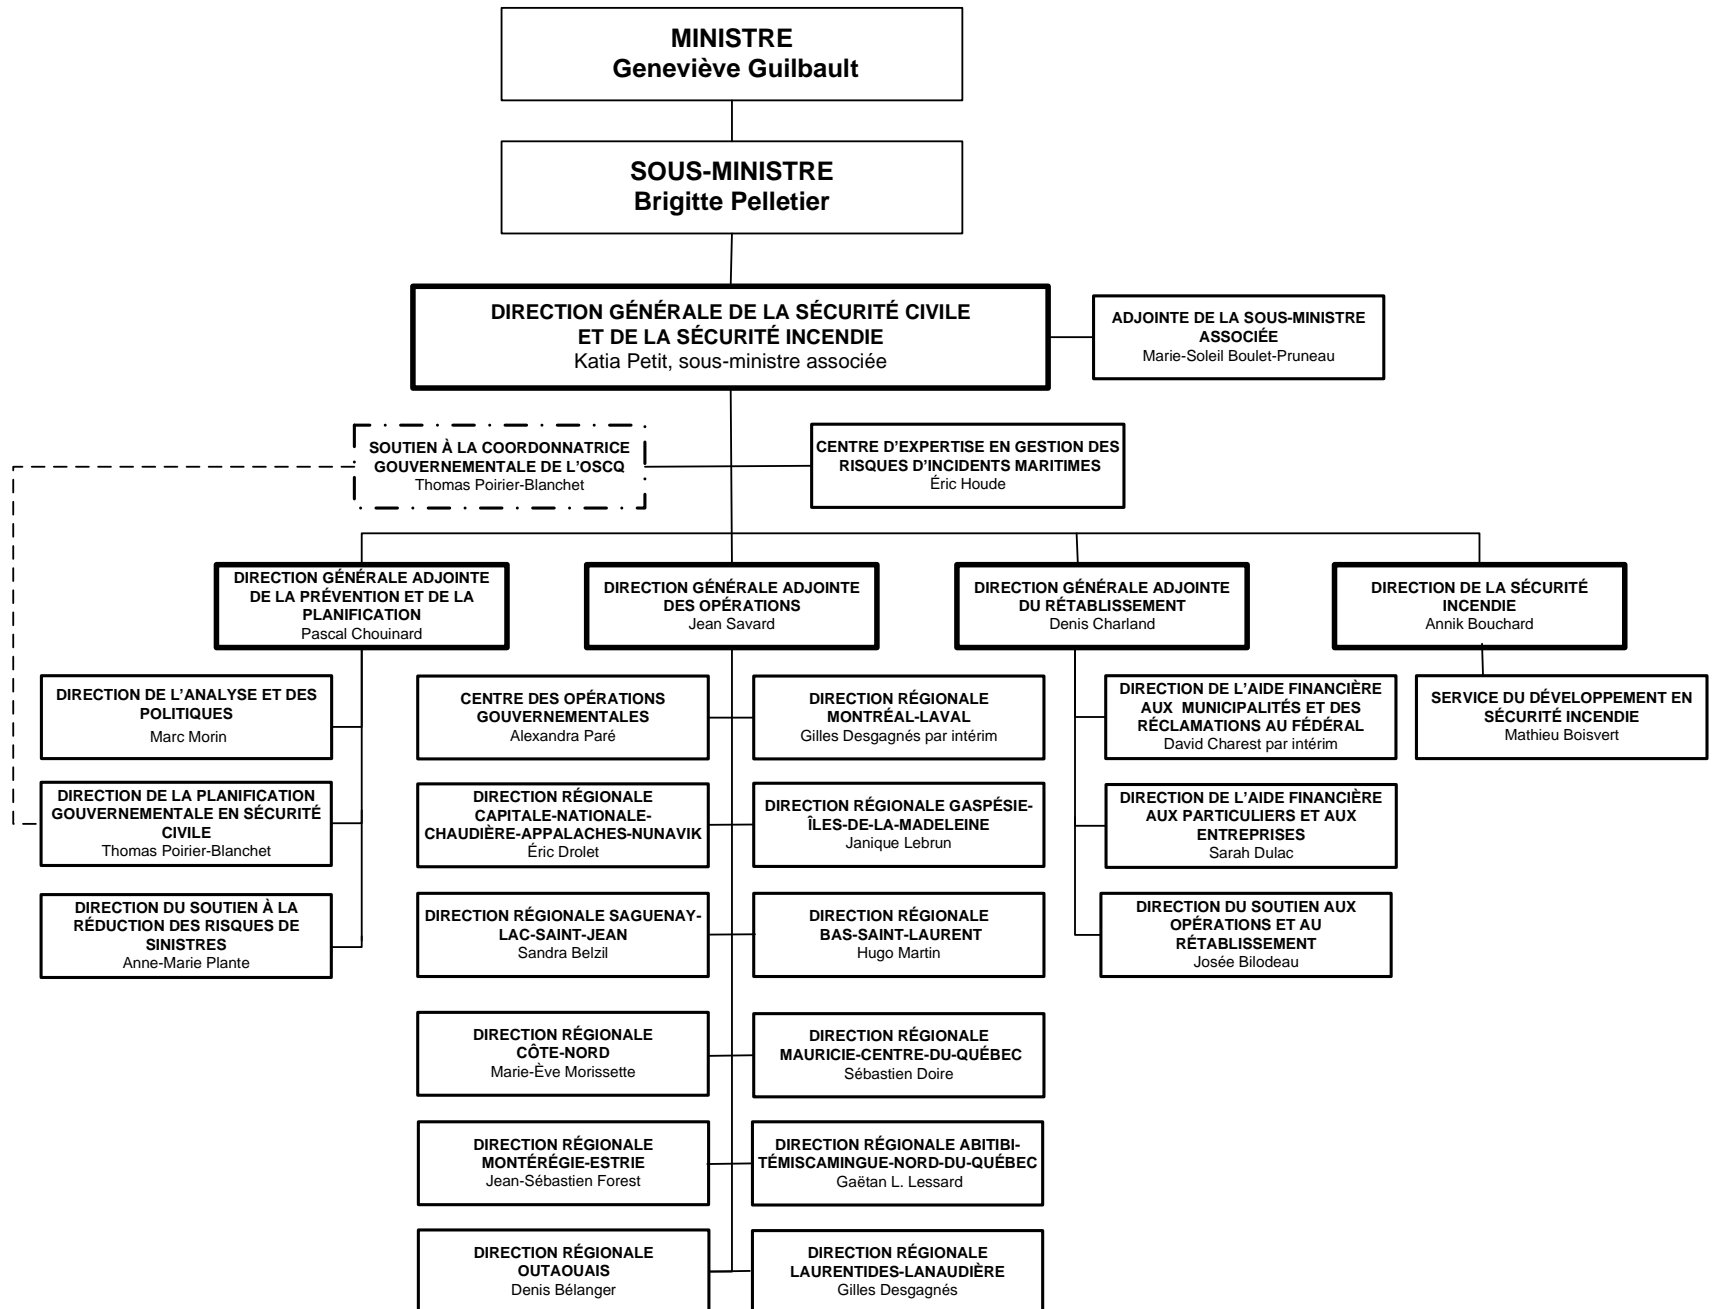 MINISTRE
Geneviève Guilbault
SOUS-MINISTRE
Brigitte Pelletier
DIRECTION GÉNÉRALE DE LA SÉCURITÉ CIVILE
ET DE LA SÉCURITÉ INCENDIE
Katia Petit, sous-ministre associée
ADJOINTE DE LA SOUS-MINISTRE
ASSOCIÉE
Marie-Soleil Boulet-Pruneau
SOUTIEN À LA COORDONNATRICE
GOUVERNEMENTALE DE L'OSCQ
Thomas Poirier-Blanchet
CENTRE D'EXPERTISE EN GESTION DES
RISQUES D'INCIDENTS MARITIMES
Éric Houde
DIRECTION GÉNÉRALE ADJOINTE
DE LA PRÉVENTION ET DE LA
PLANIFICATION
Pascal Chouinard
DIRECTION GÉNÉRALE ADJOINTE
DES OPÉRATIONS
Jean Savard
DIRECTION GÉNÉRALE ADJOINTE
DU RÉTABLISSEMENT
Denis Charland
DIRECTION DE LA SÉCURITÉ
INCENDIE
Annik Bouchard
DIRECTION DE L'ANALYSE ET DES
POLITIQUES
Marc Morin
CENTRE DES OPÉRATIONS
GOUVERNEMENTALES
Alexandra Paré
DIRECTION RÉGIONALE
MONTRÉAL-LAVAL
Gilles Desgagnés par intérim
DIRECTION DE L'AIDE FINANCIÈRE
AUX MUNICIPALITÉS ET DES
RÉCLAMATIONS AU FÉDÉRAL
David Charest par intérim
SERVICE DU DÉVELOPPEMENT EN
SÉCURITÉ INCENDIE
Mathieu Boisvert
DIRECTION DE LA PLANIFICATION
GOUVERNEMENTALE EN SÉCURITÉ
CIVILE
Thomas Poirier-Blanchet
DIRECTION RÉGIONALE
CAPITALE-NATIONALE-
CHAUDIÈRE-APPALACHES-NUNAVIK
Éric Drolet
DIRECTION RÉGIONALE GASPÉSIE-
ÎLES-DE-LA-MADELEINE
Janique Lebrun
DIRECTION DE L'AIDE FINANCIÈRE
AUX PARTICULIERS ET AUX
ENTREPRISES
Sarah Dulac
DIRECTION DU SOUTIEN À LA
RÉDUCTION DES RISQUES DE
SINISTRES
Anne-Marie Plante
DIRECTION RÉGIONALE SAGUENAY-
LAC-SAINT-JEAN
Sandra Belzil
DIRECTION RÉGIONALE
BAS-SAINT-LAURENT
Hugo Martin
DIRECTION DU SOUTIEN AUX
OPÉRATIONS ET AU
RÉTABLISSEMENT
Josée Bilodeau
DIRECTION RÉGIONALE
CÔTE-NORD
Marie-Ève Morissette
DIRECTION RÉGIONALE
MAURICIE-CENTRE-DU-QUÉBEC
Sébastien Doire
DIRECTION RÉGIONALE
MONTÉRÉGIE-ESTRIE
Jean-Sébastien Forest
DIRECTION RÉGIONALE ABITIBI-
TÉMISCAMINGUE-NORD-DU-QUÉBEC
Gaëtan L. Lessard
DIRECTION RÉGIONALE
OUTAOUAIS
Denis Bélanger
DIRECTION RÉGIONALE
LAURENTIDES-LANAUDIÈRE
Gilles Desgagnés